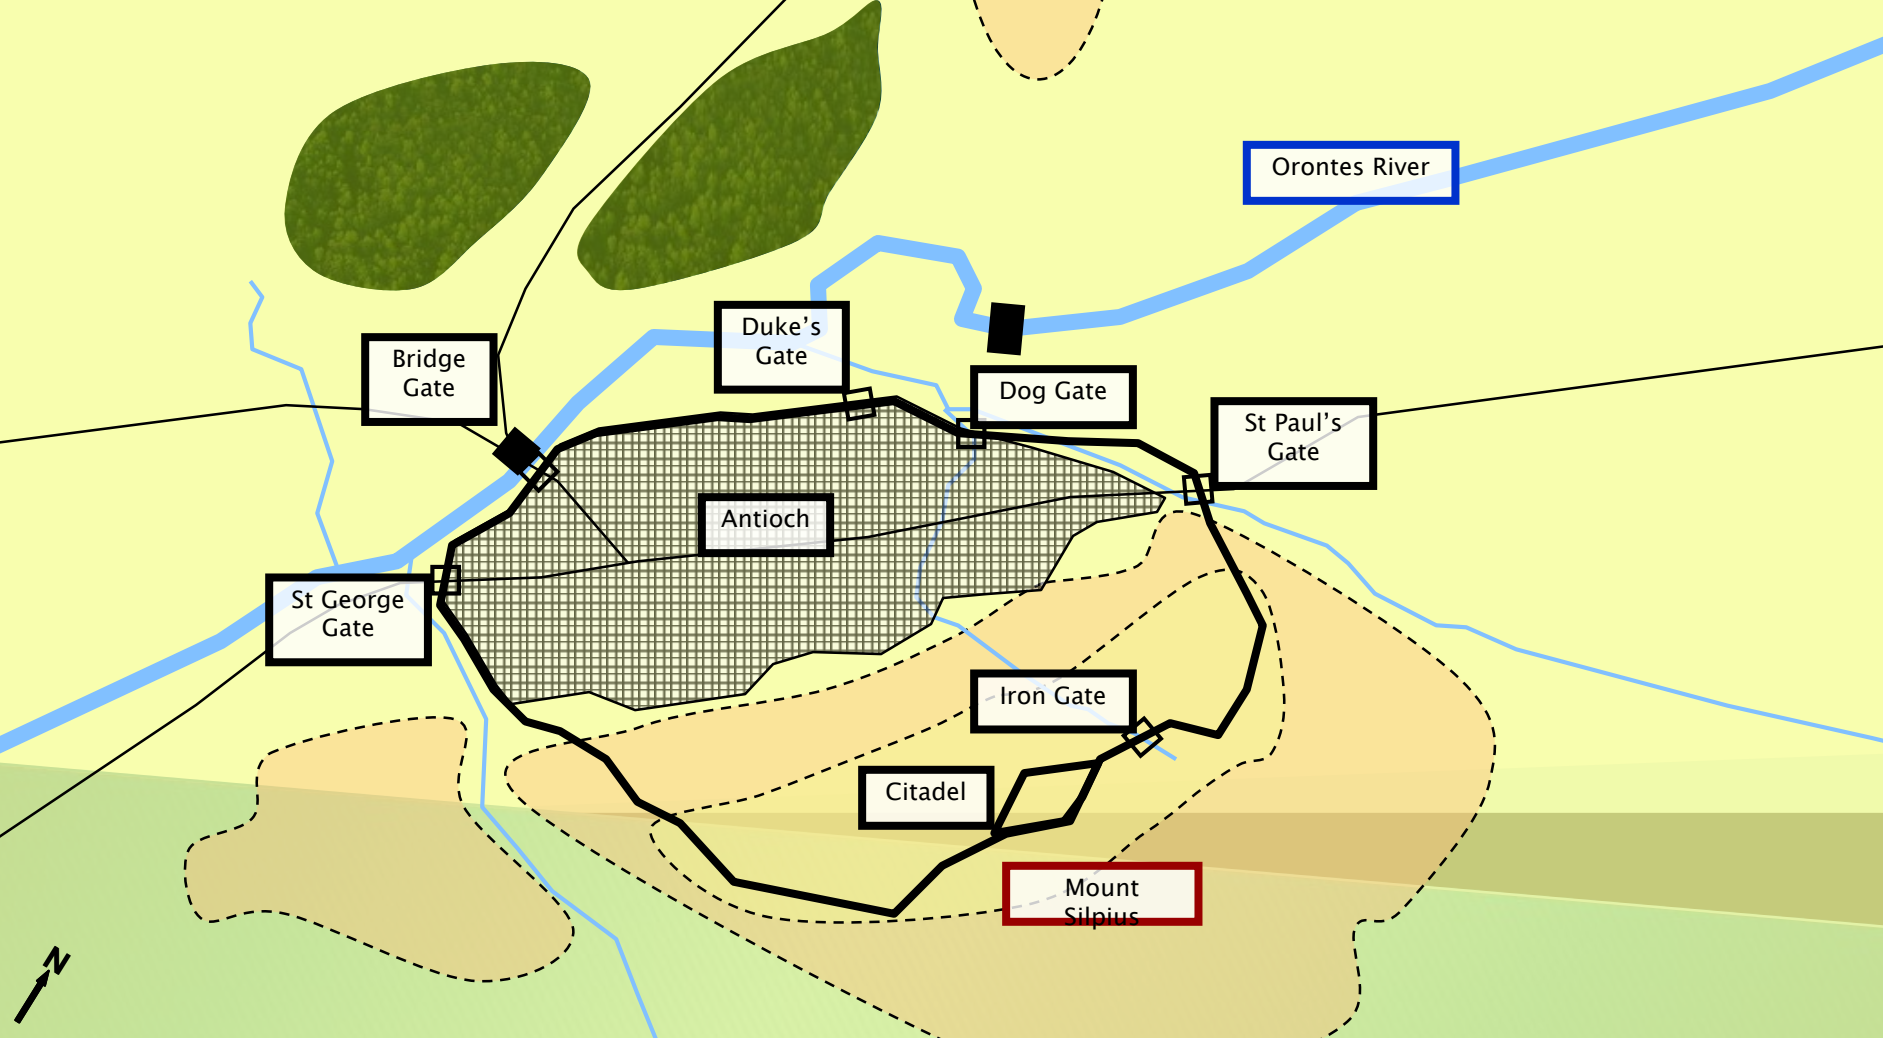 Orontes River
Duke’s
Gate
Bridge
Gate
Dog Gate
St Paul’s
Gate
Antioch
St George
Gate
Iron Gate
Citadel
Mount
Silpius
N